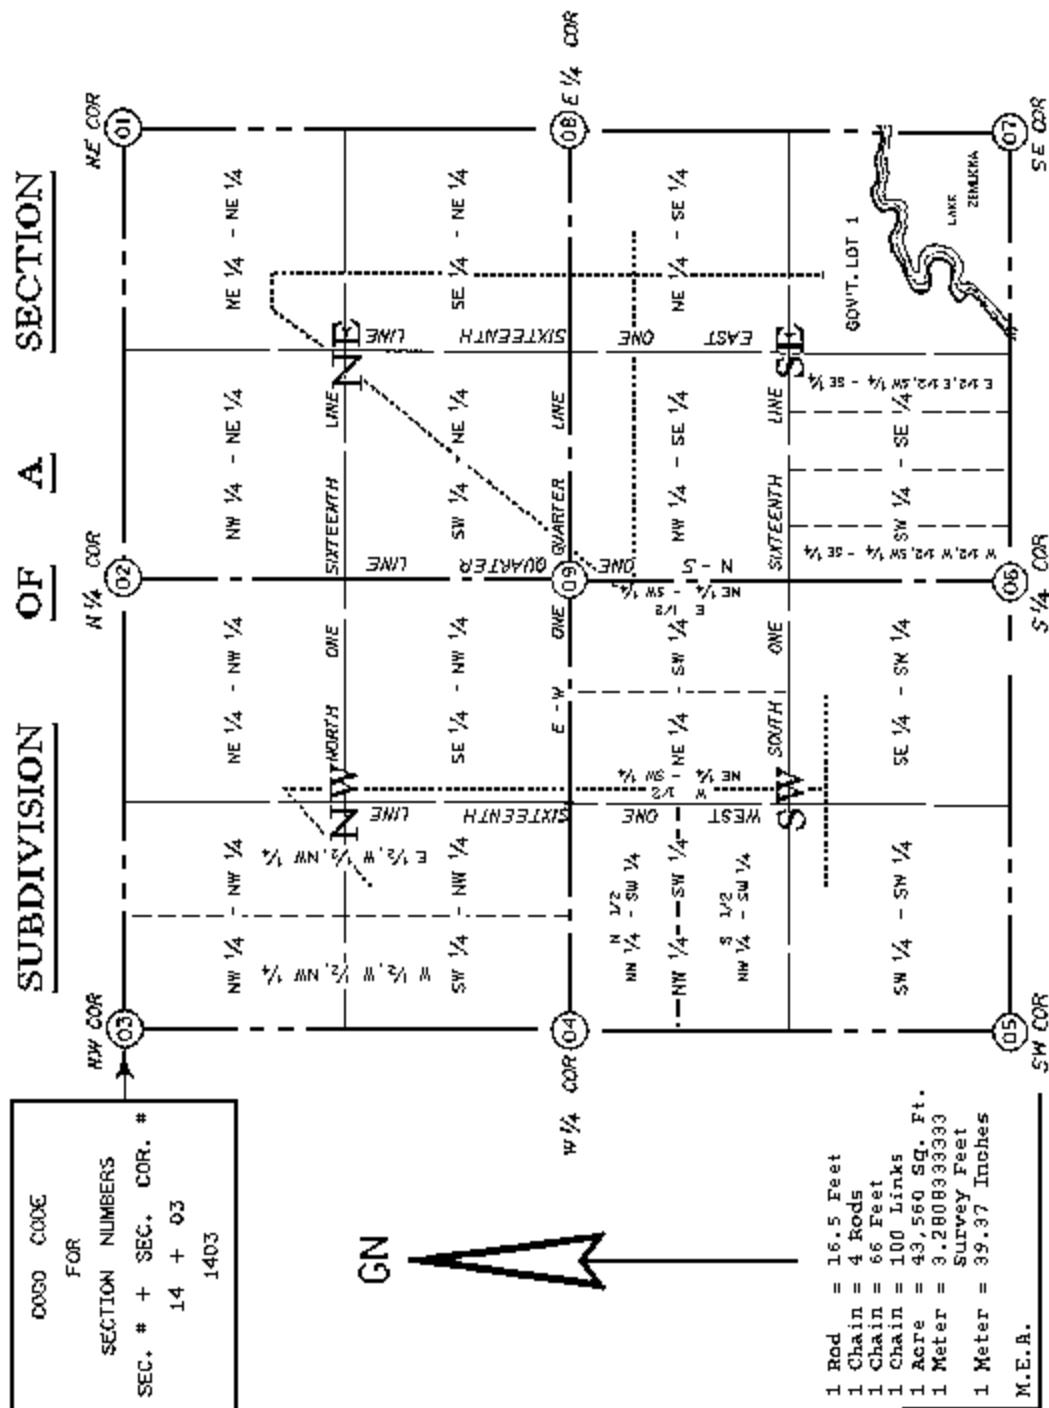 SUBDIVISION OF A SECTION
COGO CODE
FOR
SECTION NUMBERS
SEC. # + SEC. COR. #
14 + 03
1403
NW COR
03
N 1/4 COR
02
NE COR
01
NW 1/4 - NW 1/4
NE 1/4 - NW 1/4
NW 1/4 - NE 1/4
NE 1/4 - NE 1/4
W 1/2, W 1/2, NW 1/4
E 1/2, W 1/2, NW 1/4
NW
NE
NORTH ONE SIXTEENTH LINE
SW 1/4 - NW 1/4
SE 1/4 - NW 1/4
SW 1/4 - NE 1/4
SE 1/4 - NE 1/4
W 1/4 COR
04
E - W ONE QUARTER LINE
09
08
E 1/4 COR
WEST ONE SIXTEENTH LINE
N - S ONE QUARTER LINE
EAST ONE SIXTEENTH LINE
N 1/2
NW 1/4 - SW 1/4
NW 1/4 - SW 1/4
S 1/2
NW 1/4 - SW 1/4
W 1/2
NE 1/4 - SW 1/4
NE 1/4 - SW 1/4
E 1/2
NE 1/4 - SW 1/4
NW 1/4 - SE 1/4
NE 1/4 - SE 1/4
SW
SE
SOUTH ONE SIXTEENTH LINE
SW 1/4 - SW 1/4
SE 1/4 - SW 1/4
SW 1/4 - SE 1/4
W 1/2, W 1/2, SW 1/4 - SE 1/4
E 1/2, E 1/2, SW 1/4 - SE 1/4
GOV'T. LOT 1
LAKE
ZEMLIKKA
05
SW COR
06
S 1/4 COR
07
SE COR
GN
1 Rod = 16.5 Feet
1 Chain = 4 Rods
1 Chain = 66 Feet
1 Chain = 100 Links
1 Acre = 43,560 Sq. Ft.
1 Meter = 3.2808333333
Survey Feet
1 Meter = 39.37 Inches
M.E.A.